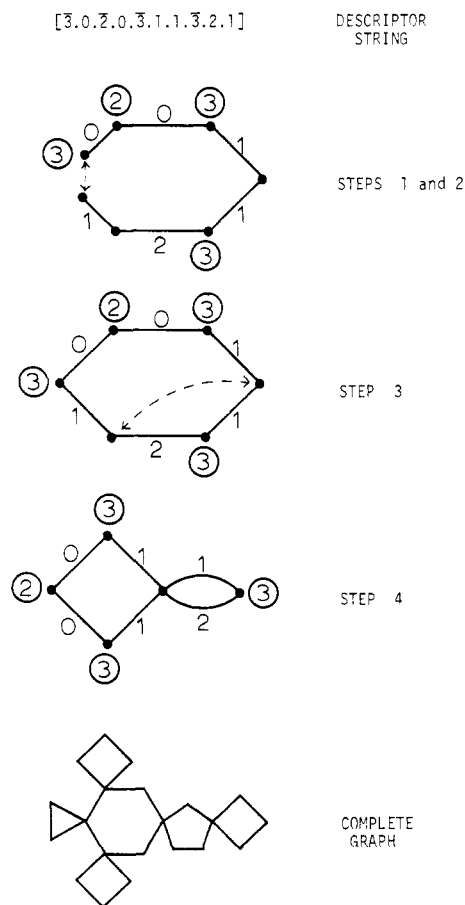 [3̅.0.2̅.0.3̅.1.1.3̅.2.1] DESCRIPTOR
STRING
② ③
0 0
③ 1
STEPS 1 and 2
1 1
2
③
② ③
0 0
1
③ STEP 3
1 1
2
③
③
0 1 1
② ③ STEP 4
0 1 2
③
COMPLETE
GRAPH